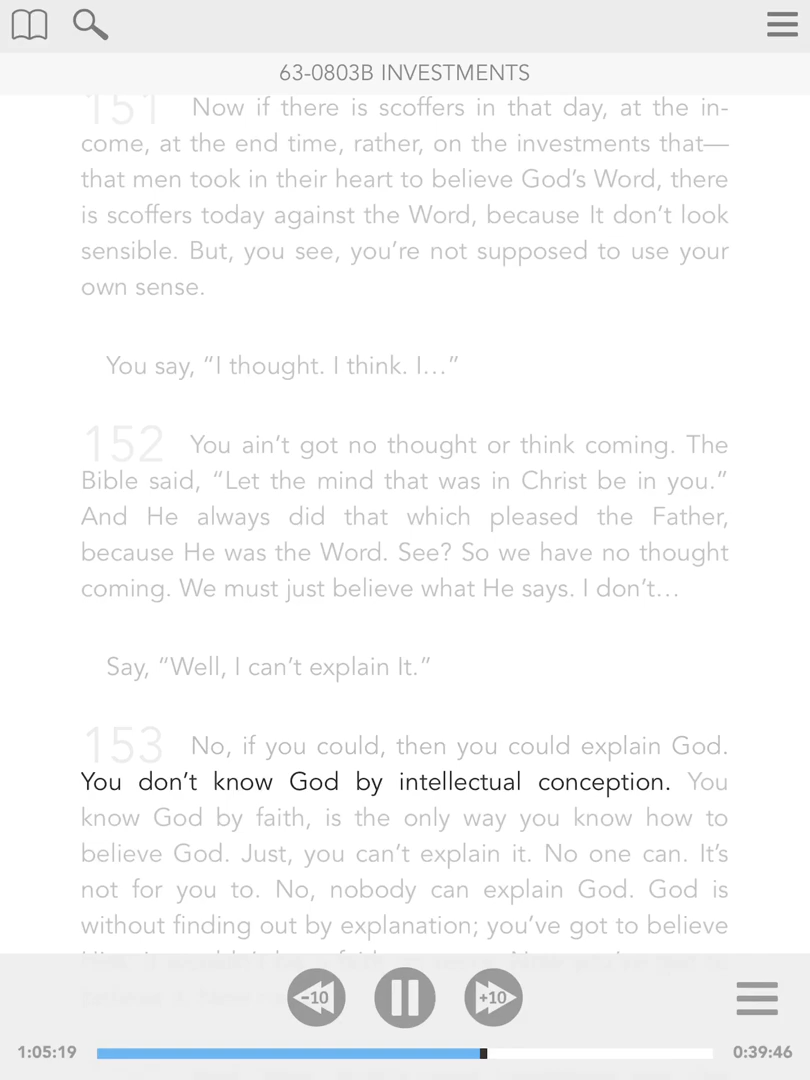 63-0803B INVESTMENTS
151 Now if there is scoffers in that day, at the in-
come, at the end time, rather, on the investments that—
that men took in their heart to believe God’s Word, there
is scoffers today against the Word, because It don’t look
sensible. But, you see, you’re not supposed to use your
own sense.
You say, “I thought. I think. I…”
152 You ain’t got no thought or think coming. The
Bible said, “Let the mind that was in Christ be in you.”
And He always did that which pleased the Father,
because He was the Word. See? So we have no thought
coming. We must just believe what He says. I don’t…
Say, “Well, I can’t explain It.”
153 No, if you could, then you could explain God.
You don’t know God by intellectual conception. You
know God by faith, is the only way you know how to
believe God. Just, you can’t explain it. No one can. It’s
not for you to. No, nobody can explain God. God is
without finding out by explanation; you’ve got to believe
-10 +10
1:05:19 0:39:46